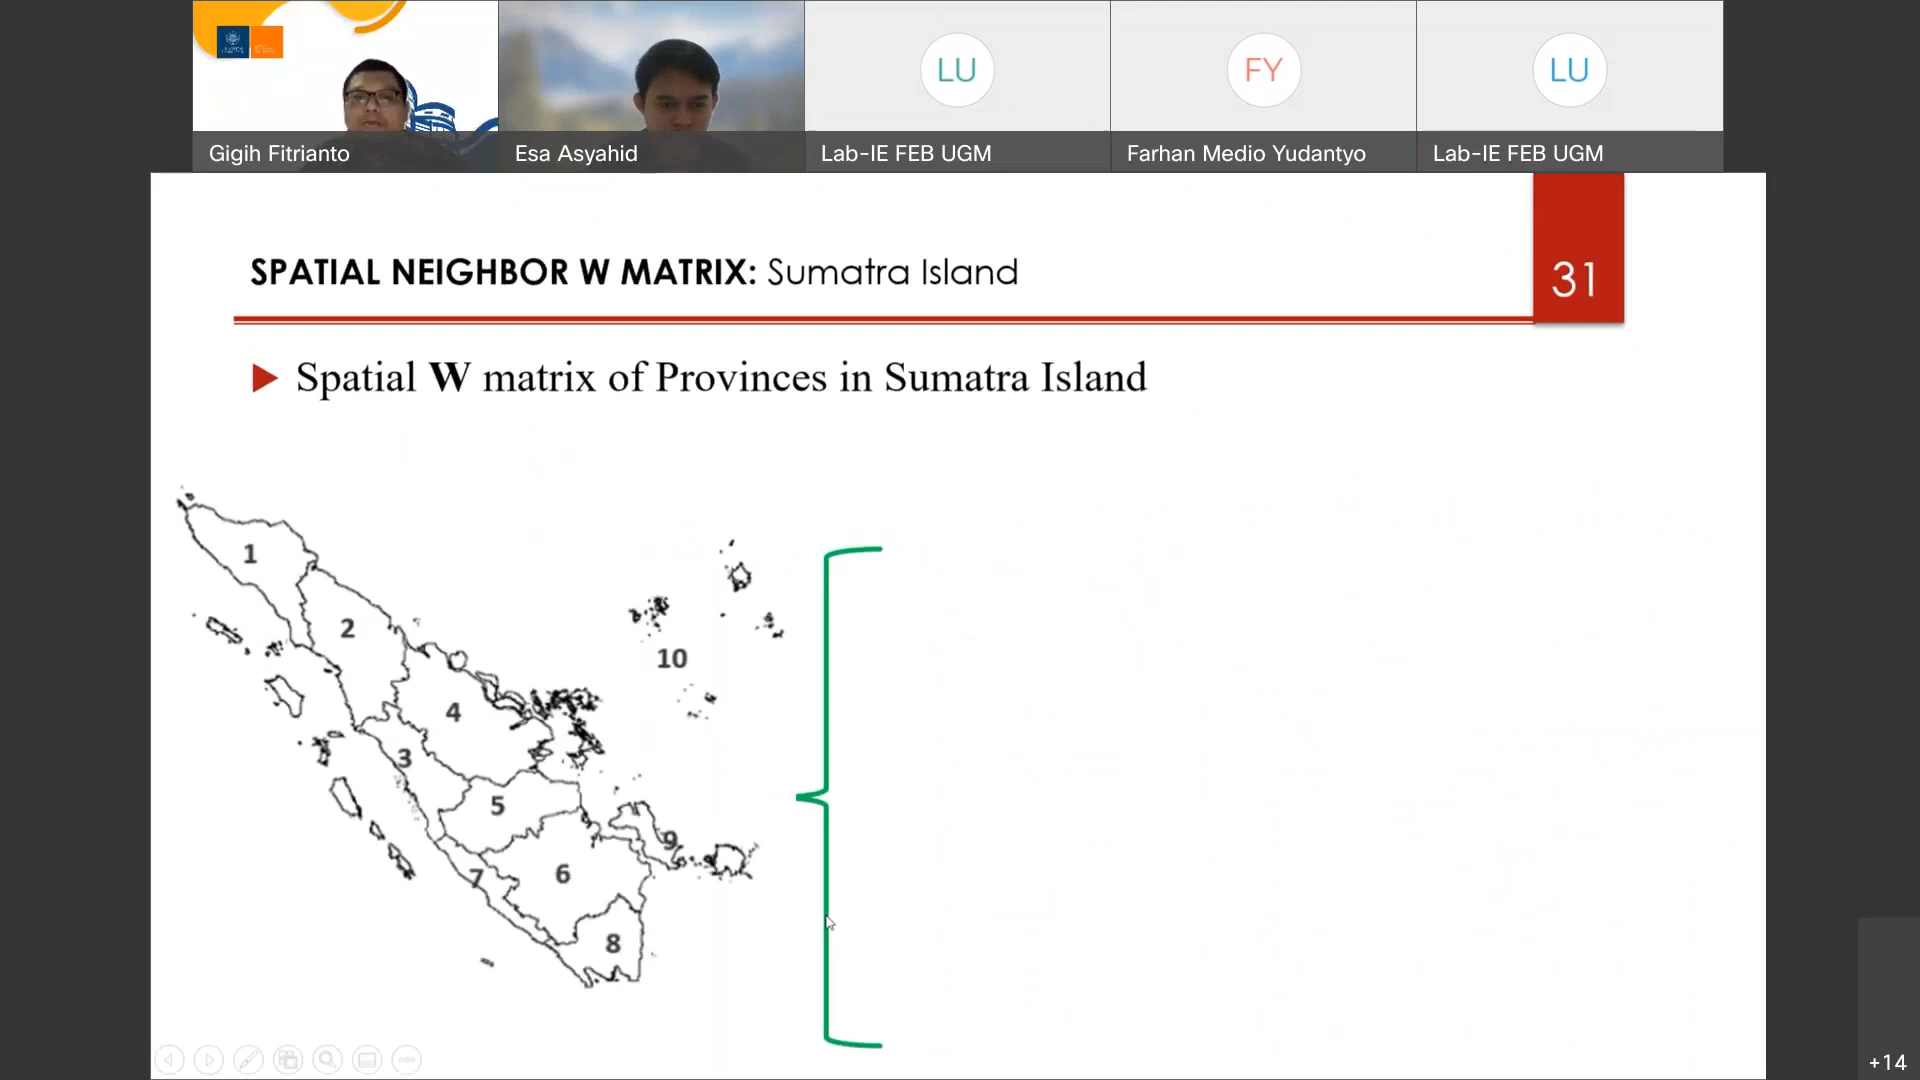 LU
FY
LU
Gigih Fitrianto
Esa Asyahid
Lab-IE FEB UGM
Farhan Medio Yudantyo
Lab-IE FEB UGM
SPATIAL NEIGHBOR W MATRIX: Sumatra Island
31
Spatial W matrix of Provinces in Sumatra Island
1
2
10
4
3
5
9
7
6
8
+14